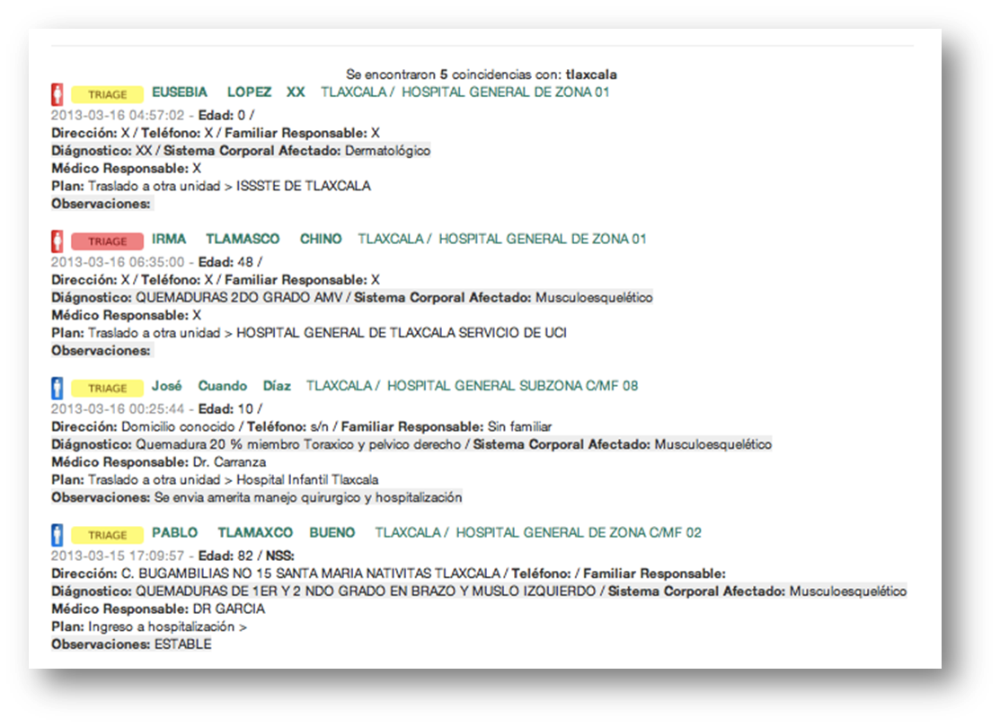 Se encontraron 5 coincidencias con: tlaxcala
TRIAGE EUSEBIA LOPEZ XX TLAXCALA / HOSPITAL GENERAL DE ZONA 01
2013-03-16 04:57:02 - Edad: 0 /
Dirección: X / Teléfono: X / Familiar Responsable: X
Diágnostico: XX / Sistema Corporal Afectado: Dermatológico
Médico Responsable: X
Plan: Traslado a otra unidad > ISSSTE DE TLAXCALA
Observaciones:
TRIAGE IRMA TLAMASCO CHINO TLAXCALA / HOSPITAL GENERAL DE ZONA 01
2013-03-16 06:35:00 - Edad: 48 /
Dirección: X / Teléfono: X / Familiar Responsable: X
Diágnostico: QUEMADURAS 2DO GRADO AMV / Sistema Corporal Afectado: Musculoesquelético
Médico Responsable: X
Plan: Traslado a otra unidad > HOSPITAL GENERAL DE TLAXCALA SERVICIO DE UCI
Observaciones:
TRIAGE José Cuando Díaz TLAXCALA / HOSPITAL GENERAL SUBZONA C/MF 08
2013-03-16 00:25:44 - Edad: 10 /
Dirección: Domicilio conocido / Teléfono: s/n / Familiar Responsable: Sin familiar
Diágnostico: Quemadura 20 % miembro Toraxico y pelvico derecho / Sistema Corporal Afectado: Musculoesquelético
Médico Responsable: Dr. Carranza
Plan: Traslado a otra unidad > Hospital Infantil Tlaxcala
Observaciones: Se envia amerita manejo quirurgico y hospitalización
TRIAGE PABLO TLAMAXCO BUENO TLAXCALA / HOSPITAL GENERAL DE ZONA C/MF 02
2013-03-15 17:09:57 - Edad: 82 / NSS:
Dirección: C. BUGAMBILIAS NO 15 SANTA MARIA NATIVITAS TLAXCALA / Teléfono: / Familiar Responsable:
Diágnostico: QUEMADURAS DE 1ER Y 2 NDO GRADO EN BRAZO Y MUSLO IZQUIERDO / Sistema Corporal Afectado: Musculoesquelético
Médico Responsable: DR GARCIA
Plan: Ingreso a hospitalización >
Observaciones: ESTABLE